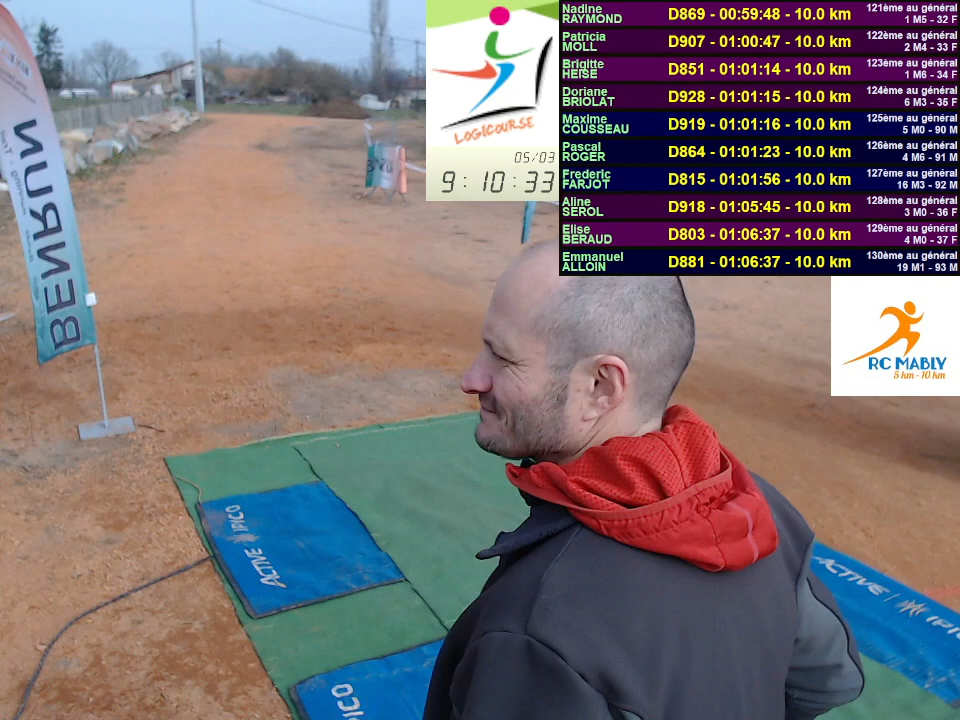 Nadine
RAYMOND
D869 - 00:59:48 - 10.0 km
121ème au général
1 M5 - 32 F
Patricia
MOLL
D907 - 01:00:47 - 10.0 km
122ème au général
2 M4 - 33 F
Brigitte
HEISE
D851 - 01:01:14 - 10.0 km
123ème au général
1 M6 - 34 F
Doriane
BRIOLAT
D928 - 01:01:15 - 10.0 km
124ème au général
6 M3 - 35 F
Maxime
COUSSEAU
D919 - 01:01:16 - 10.0 km
125ème au général
5 M0 - 90 M
Pascal
ROGER
D864 - 01:01:23 - 10.0 km
126ème au général
4 M6 - 91 M
Frederic
FARJOT
D815 - 01:01:56 - 10.0 km
127ème au général
16 M3 - 92 M
Aline
SEROL
D918 - 01:05:45 - 10.0 km
128ème au général
3 M0 - 36 F
Elise
BERAUD
D803 - 01:06:37 - 10.0 km
129ème au général
4 M0 - 37 F
Emmanuel
ALLOIN
D881 - 01:06:37 - 10.0 km
130ème au général
19 M1 - 93 M
LOGICOURSE
05/03
9:10:33
RC MABLY
5 km - 10 km
BENRUN
ACTIVE IPICO
ACTIVE IPICO
IPICO